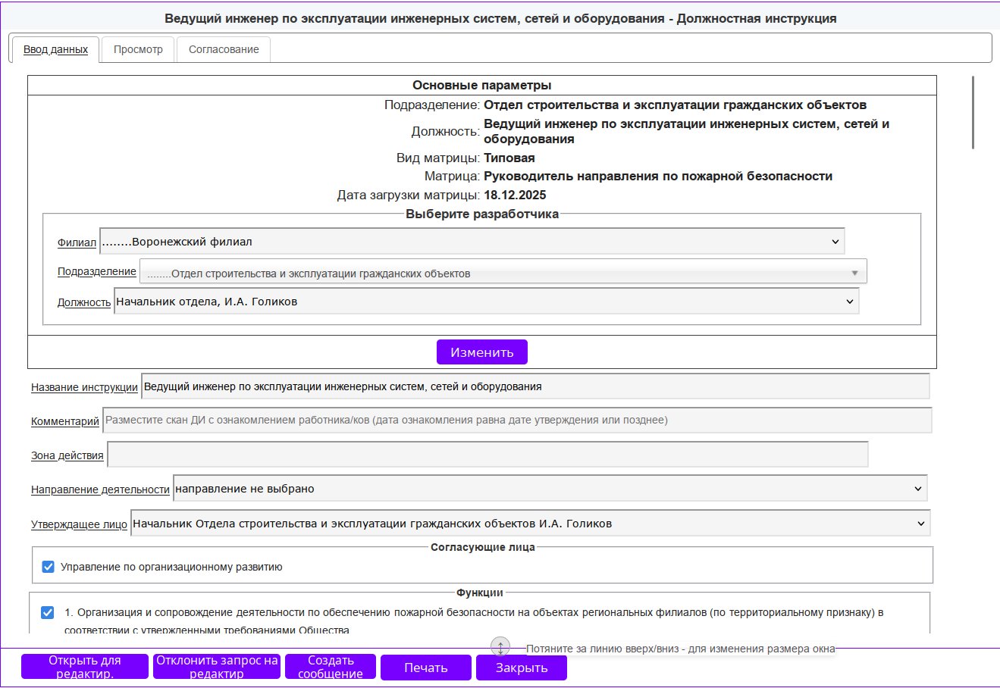 Ведущий инженер по эксплуатации инженерных систем, сетей и оборудования - Должностная инструкция
Ввод данных
Просмотр
Согласование
Основные параметры
Подразделение: Отдел строительства и эксплуатации гражданских объектов
Должность: Ведущий инженер по эксплуатации инженерных систем, сетей и
оборудования
Вид матрицы: Типовая
Матрица: Руководитель направления по пожарной безопасности
Дата загрузки матрицы: 18.12.2025
Выберите разработчика
Филиал ........Воронежский филиал
Подразделение ........Отдел строительства и эксплуатации гражданских объектов
Должность Начальник отдела, И.А. Голиков
Изменить
Название инструкции Ведущий инженер по эксплуатации инженерных систем, сетей и оборудования
Комментарий Разместите скан ДИ с ознакомлением работника/ков (дата ознакомления равна дате утверждения или позднее)
Зона действия
Направление деятельности направление не выбрано
Утверждащее лицо Начальник Отдела строительства и эксплуатации гражданских объектов И.А. Голиков
Согласующие лица
Управление по организационному развитию
Функции
1. Организация и сопровождение деятельности по обеспечению пожарной безопасности на объектах региональных филиалов (по территориальному признаку) в
соответствии с утвержденными требованиями Общества
Потяните за линию вверх/вниз - для изменения размера окна
Открыть для
редактир.
Отклонить запрос на
редактир
Создать
сообщение
Печать
Закрыть